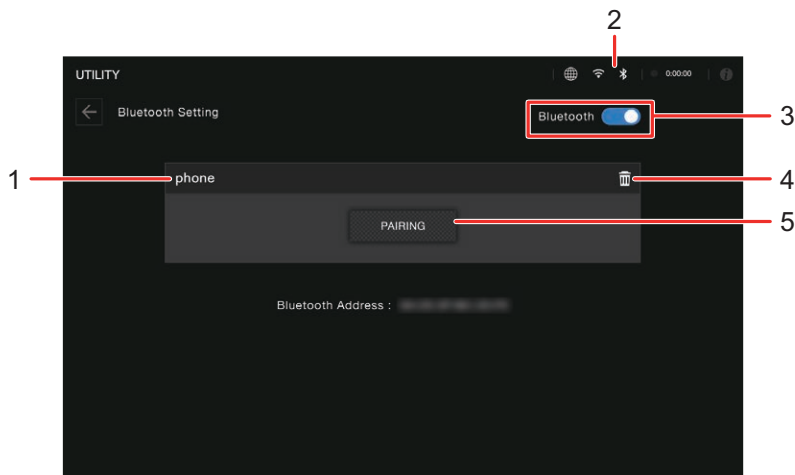 2
UTILITY
0:00:00
Bluetooth Setting
Bluetooth
3
1
phone
4
PAIRING
5
Bluetooth Address :